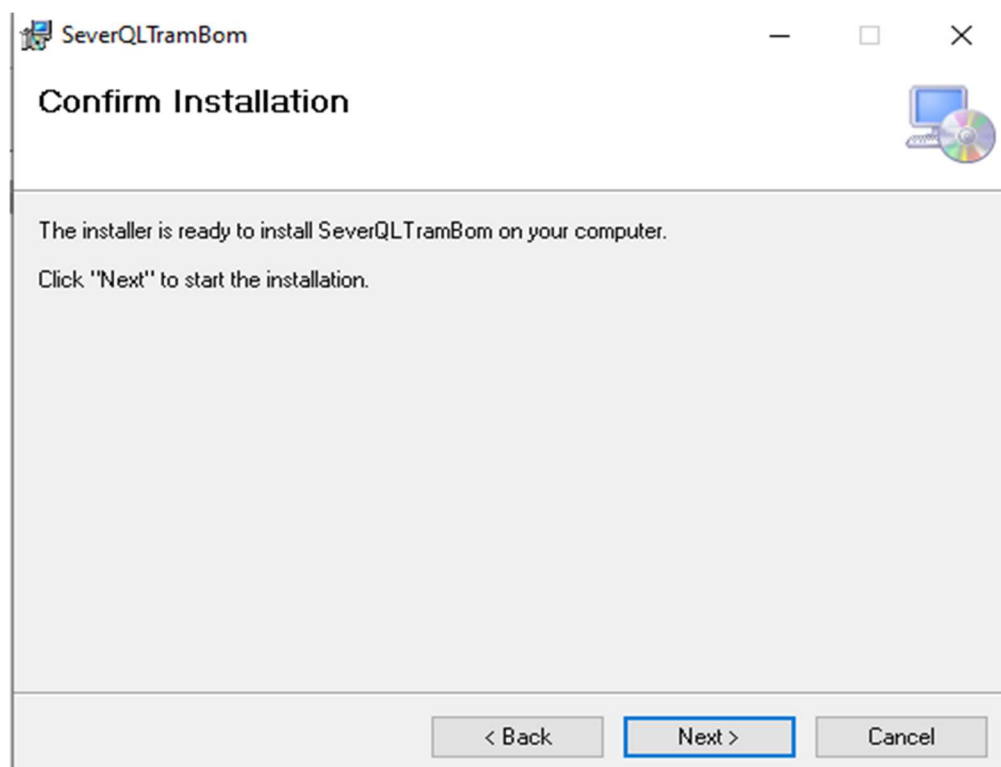 SeverQLTramBom
Confirm Installation
The installer is ready to install SeverQLTramBom on your computer.
Click "Next" to start the installation.
< Back
Next >
Cancel